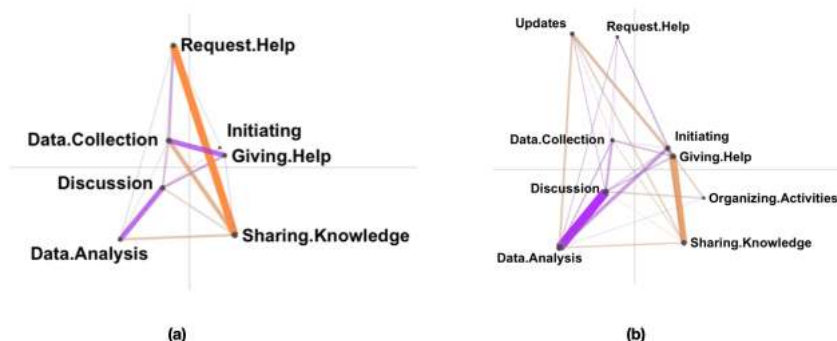 Request.Help
Data.Collection
Initiating
Giving.Help
Discussion
Data.Analysis
Sharing.Knowledge
(a)
Updates
Request.Help
Data.Collection
Initiating
Giving.Help
Discussion
Organizing.Activities
Data.Analysis
Sharing.Knowledge
(b)